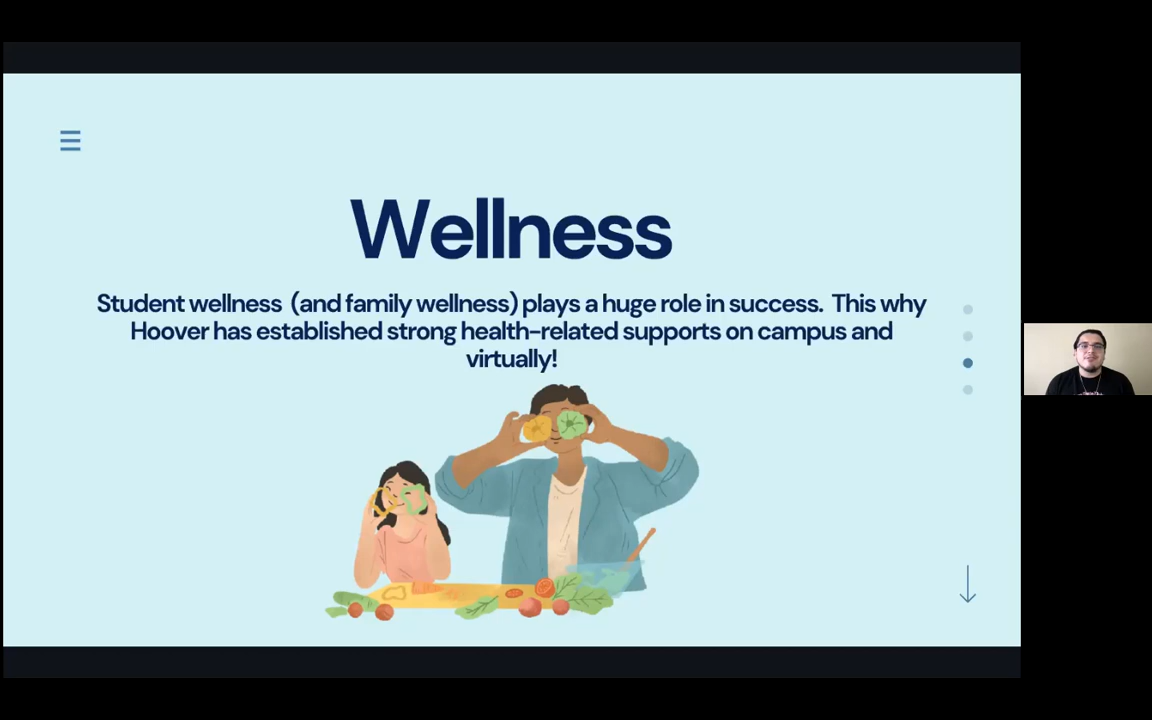 Wellness
Student wellness (and family wellness) plays a huge role in success. This why
Hoover has established strong health-related supports on campus and
virtually!